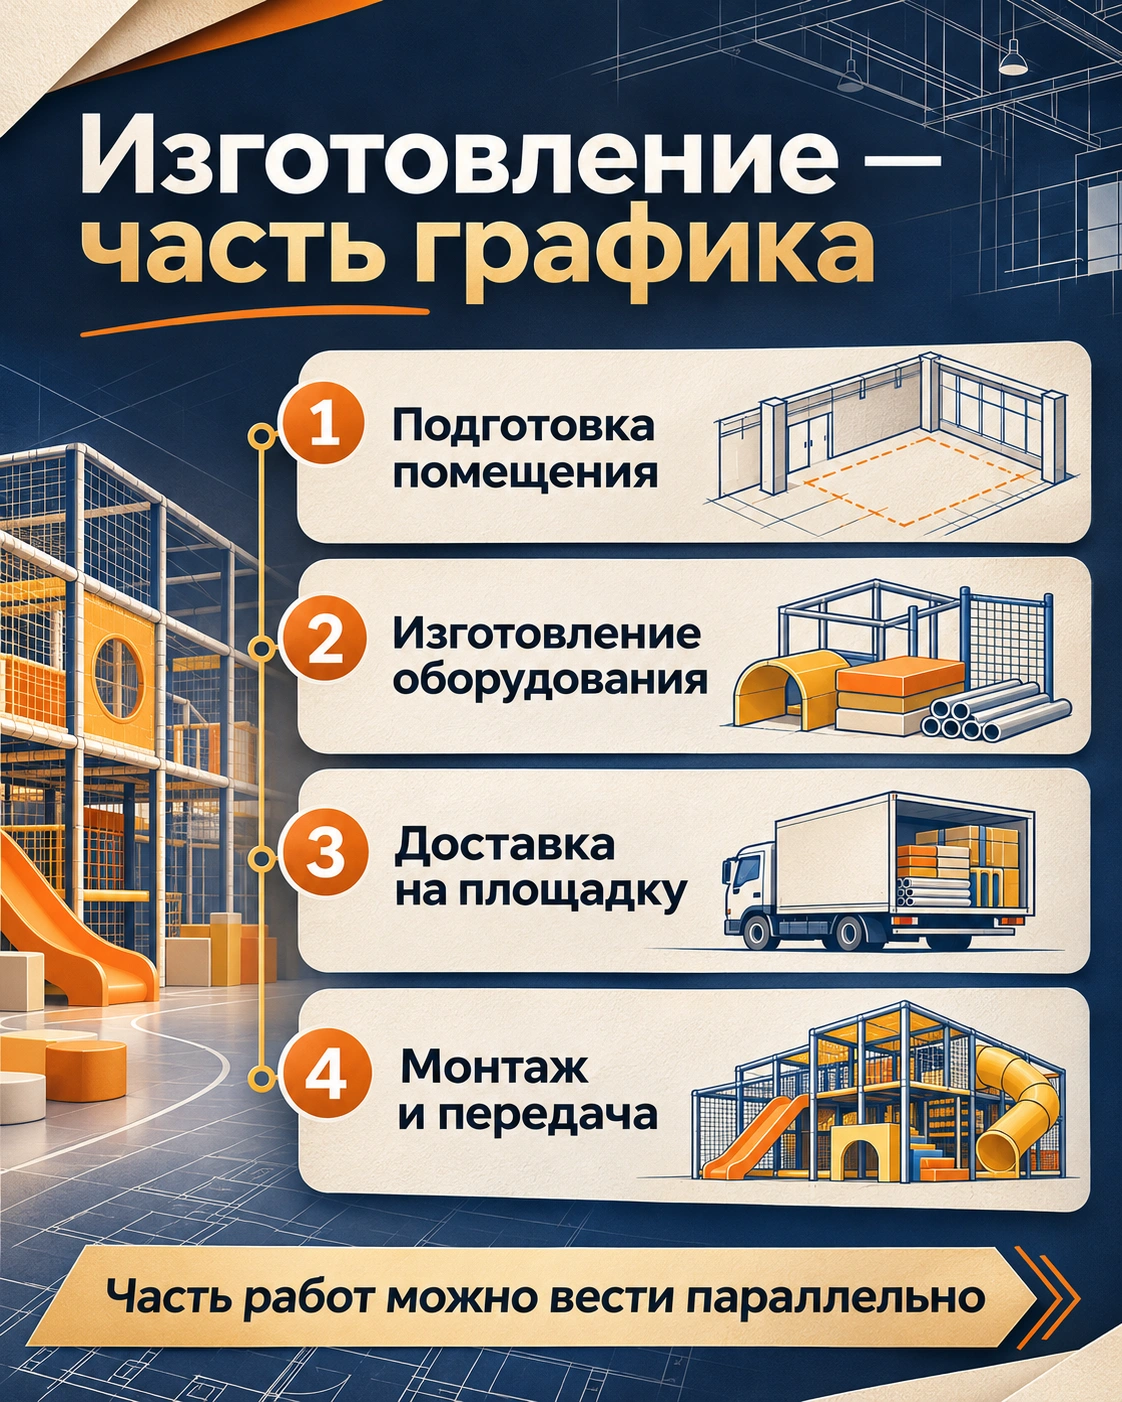 Изготовление —
часть графика
1
Подготовка
помещения
2
Изготовление
оборудования
3
Доставка
на площадку
4
Монтаж
и передача
Часть работ можно вести параллельно